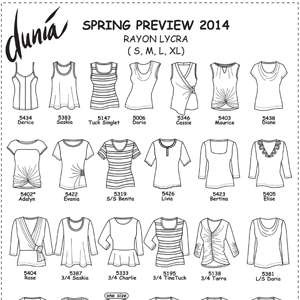 dunia
SPRING PREVIEW 2014
RAYON LYCRA
( S, M, L, XL)
5434 5383 5147 5006 5346 5403 5438
Derica Saskia Tuck Singlet Daria Cassie Maurice Diane
5402* 5422 5319 5426 5423 5405
Adalyn Evania S/S Benita Livia Bertina Elise
5404 5387 5333 5195 5138 5381
Rose 3/4 Saskia 3/4 Charlie 3/4 TinaTuck 3/4 Tarra L/S Daria
one size